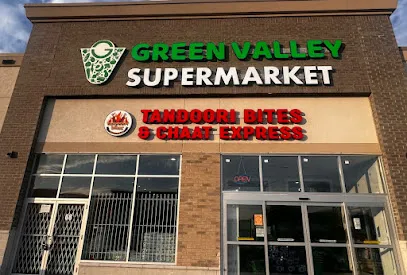 GREEN VALLEY
SUPERMARKET
TANDOORI BITES
& CHAAT EXPRESS
OPEN